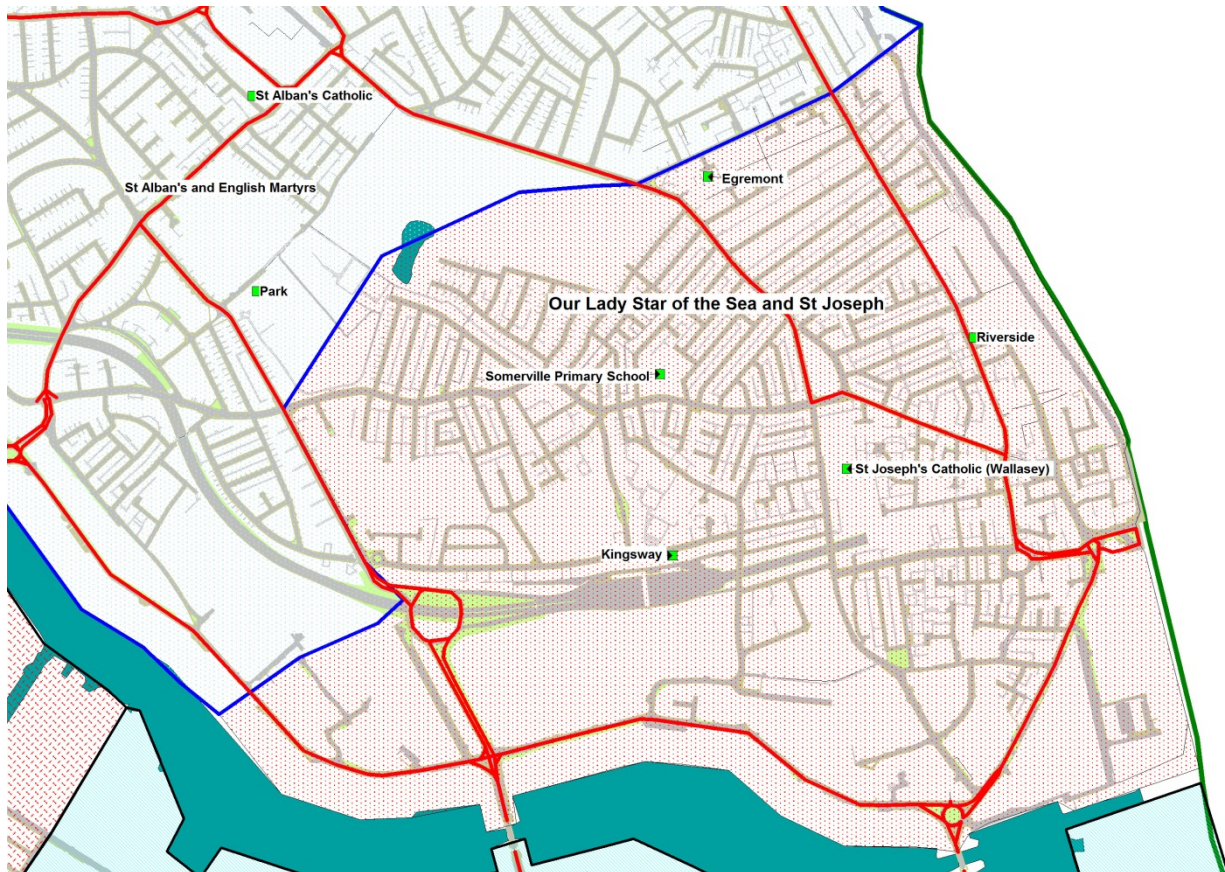 St Alban's Catholic
Egremont
St Alban's and English Martyrs
Park
Our Lady Star of the Sea and St Joseph
Riverside
Somerville Primary School
St Joseph's Catholic (Wallasey)
Kingsway